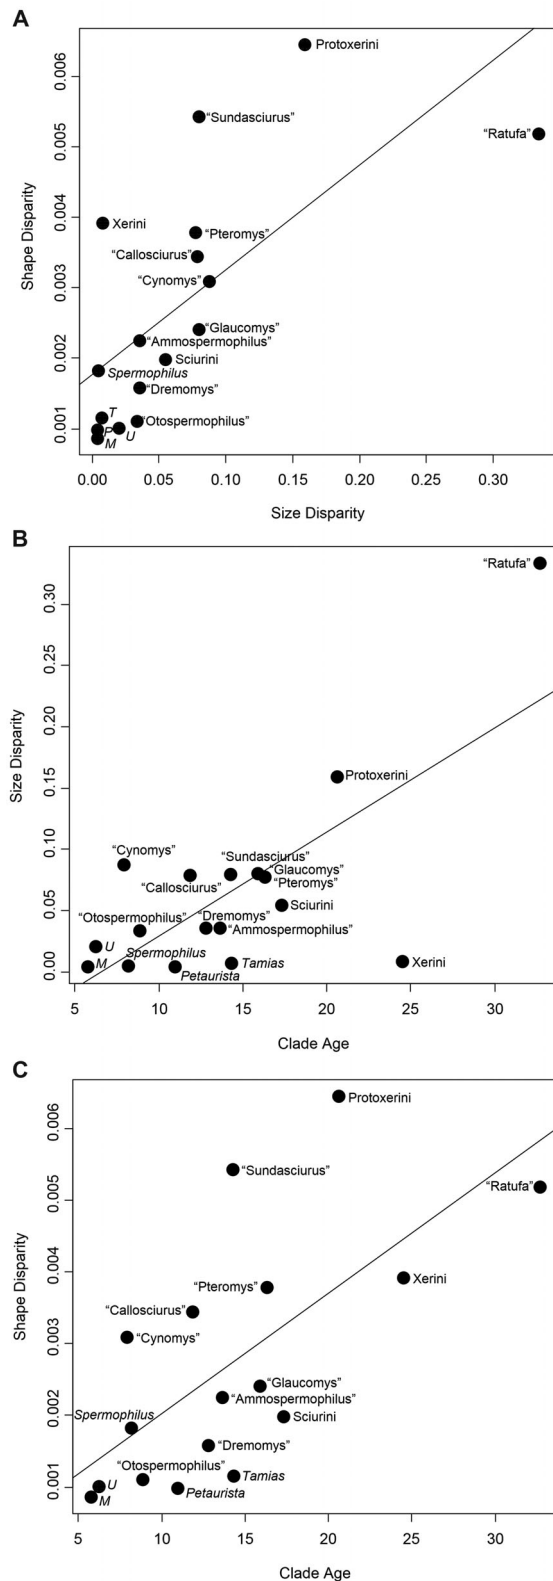 A
Protoxerini
"Sundasciurus"
"Ratufa"
Xerini
"Pteromys"
"Callosciurus"
"Cynomys"
"Glaucomys"
"Ammospermophilus"
Sciurini
Spermophilus
"Dremomys"
T
"Otospermophilus"
P
U
M
0.006
0.005
0.004
0.003
0.002
0.001
Shape Disparity
0.00 0.05 0.10 0.15 0.20 0.25 0.30
Size Disparity
B
"Ratufa"
Protoxerini
"Cynomys"
"Sundasciurus"
"Glaucomys"
"Callosciurus"
"Pteromys"
Sciurini
"Otospermophilus"
"Dremomys"
"Ammospermophilus"
U
Spermophilus
M
Tamias
Xerini
Petaurista
0.30
0.25
0.20
0.15
0.10
0.05
0.00
Size Disparity
5 10 15 20 25 30
Clade Age
C
Protoxerini
"Sundasciurus"
"Ratufa"
"Pteromys"
Xerini
"Callosciurus"
"Cynomys"
"Glaucomys"
"Ammospermophilus"
Spermophilus
Sciurini
"Dremomys"
"Otospermophilus"
Tamias
U
Petaurista
M
0.006
0.005
0.004
0.003
0.002
0.001
Shape Disparity
5 10 15 20 25 30
Clade Age